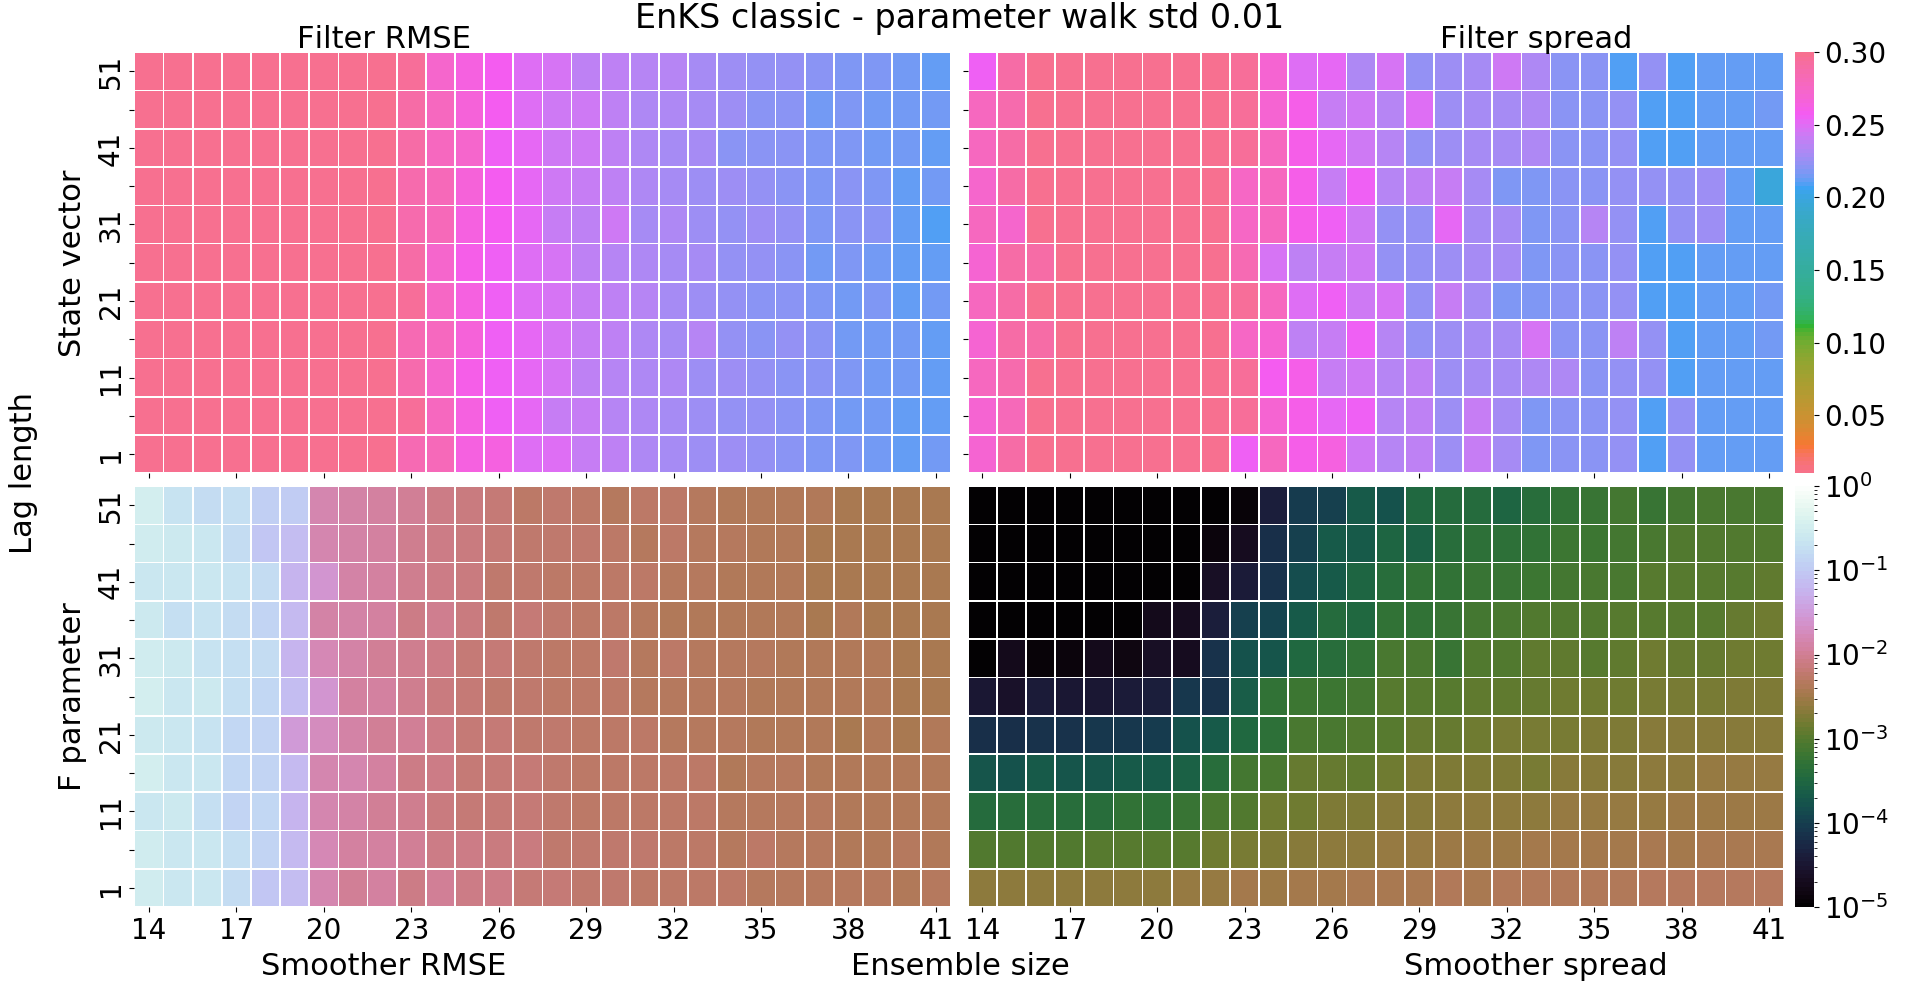 EnKS classic - parameter walk std 0.01
Filter RMSE
Filter spread
Lag length
State vector
51
41
31
21
11
1
0.30
0.25
0.20
0.15
0.10
0.05
F parameter
51
41
31
21
11
1
10⁰
10⁻¹
10⁻²
10⁻³
10⁻⁴
10⁻⁵
14 17 20 23 26 29 32 35 38 41
14 17 20 23 26 29 32 35 38 41
Smoother RMSE
Ensemble size
Smoother spread